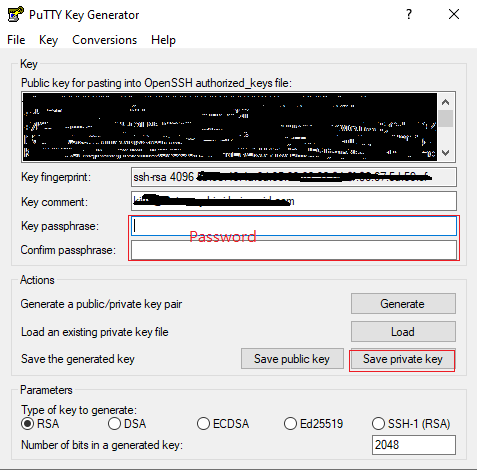 PuTTY Key Generator
?
File Key Conversions Help
Key
Public key for pasting into OpenSSH authorized_keys file:
Key fingerprint: ssh-rsa 4096
Key comment:
Key passphrase:
Password
Confirm passphrase:
Actions
Generate a public/private key pair Generate
Load an existing private key file Load
Save the generated key Save public key Save private key
Parameters
Type of key to generate:
RSA DSA ECDSA Ed25519 SSH-1 (RSA)
Number of bits in a generated key: 2048